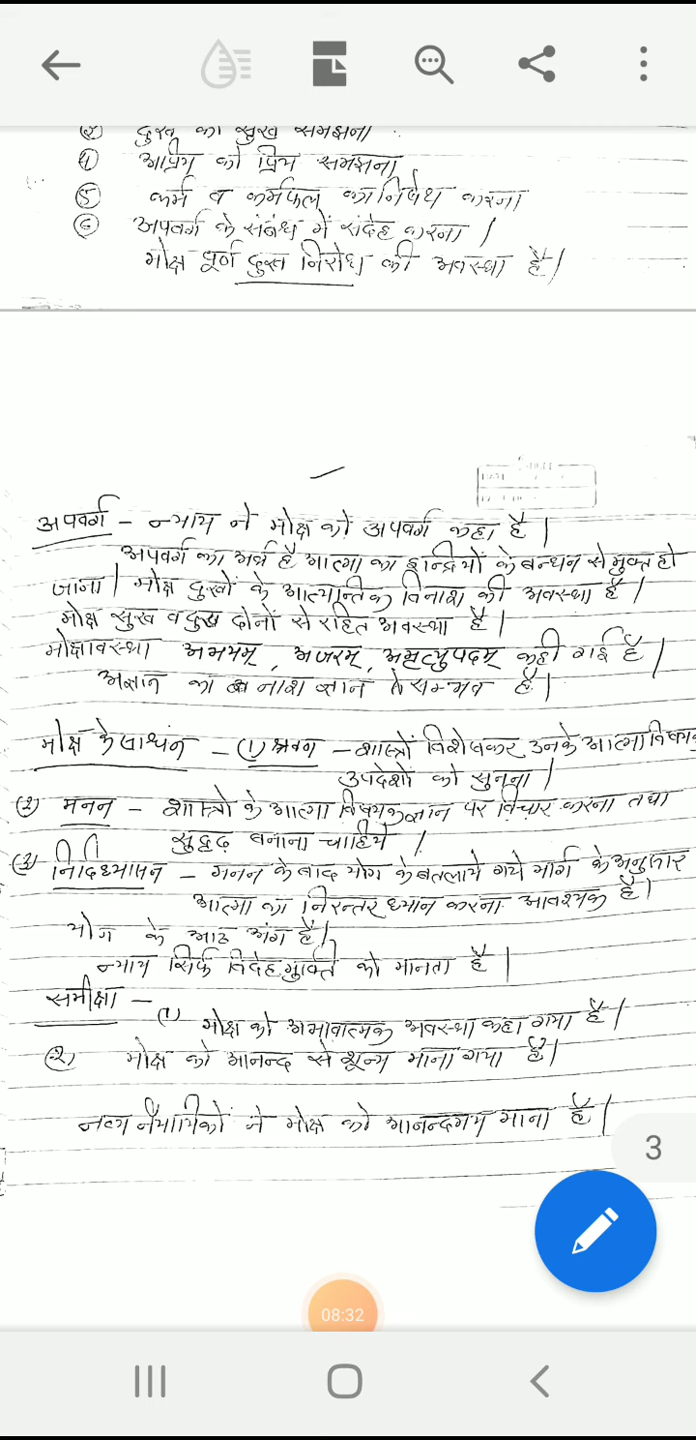 ③ दुःख को सुख समझना
④ अप्रिय को प्रिय समझना
⑤ कर्म व कर्मफल का निषेध करना
⑥ अपवर्ग के संबंध में संदेह करना।
मोक्ष पूर्ण दुःख निरोध की अवस्था है।
अपवर्ग – न्याय ने मोक्ष को अपवर्ग कहा है।
अपवर्ग का अर्थ है आत्मा का इन्द्रियों के बन्धन से मुक्त हो
जाना। मोक्ष दुःखों के आत्यान्तिक विनाश की अवस्था है।
मोक्ष सुख व दुख दोनों से रहित अवस्था है।
मोक्षावस्था अभयम्, अजरम्, अमृत्युपदम् कही गई है।
अज्ञान का नाश ज्ञान से सम्भव है।
मोक्ष के साधन – (1) श्रवण – शास्त्रों विशेषकर उनके आत्मा विषयक
उपदेशों को सुनना।
(2) मनन – शास्त्रों के आत्मा विषयक ज्ञान पर विचार करना तथा
सुदृढ़ बनाना चाहिये।
(3) निदिध्यासन – मनन के बाद योग के बतलाये गये मार्ग के अनुसार
आत्मा का निरन्तर ध्यान करना आवश्यक है।
योग के आठ अंग हैं।
न्याय सिर्फ विदेहमुक्ति को मानता है।
समीक्षा –
(1) मोक्ष को अभावात्मक अवस्था कहा गया है।
(2) मोक्ष को आनन्द से शून्य माना गया है।
नव्य नैयायिकों ने मोक्ष को आनन्दमय माना है।
3
08:32